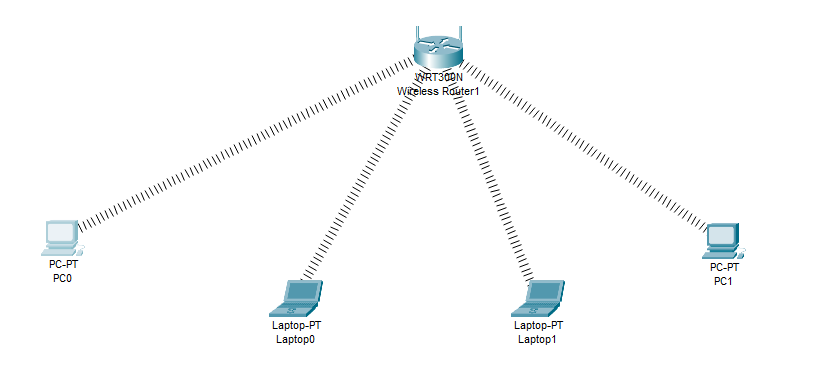 WRT300N
Wireless Router1
PC-PT
PC0
Laptop-PT
Laptop0
Laptop-PT
Laptop1
PC-PT
PC1